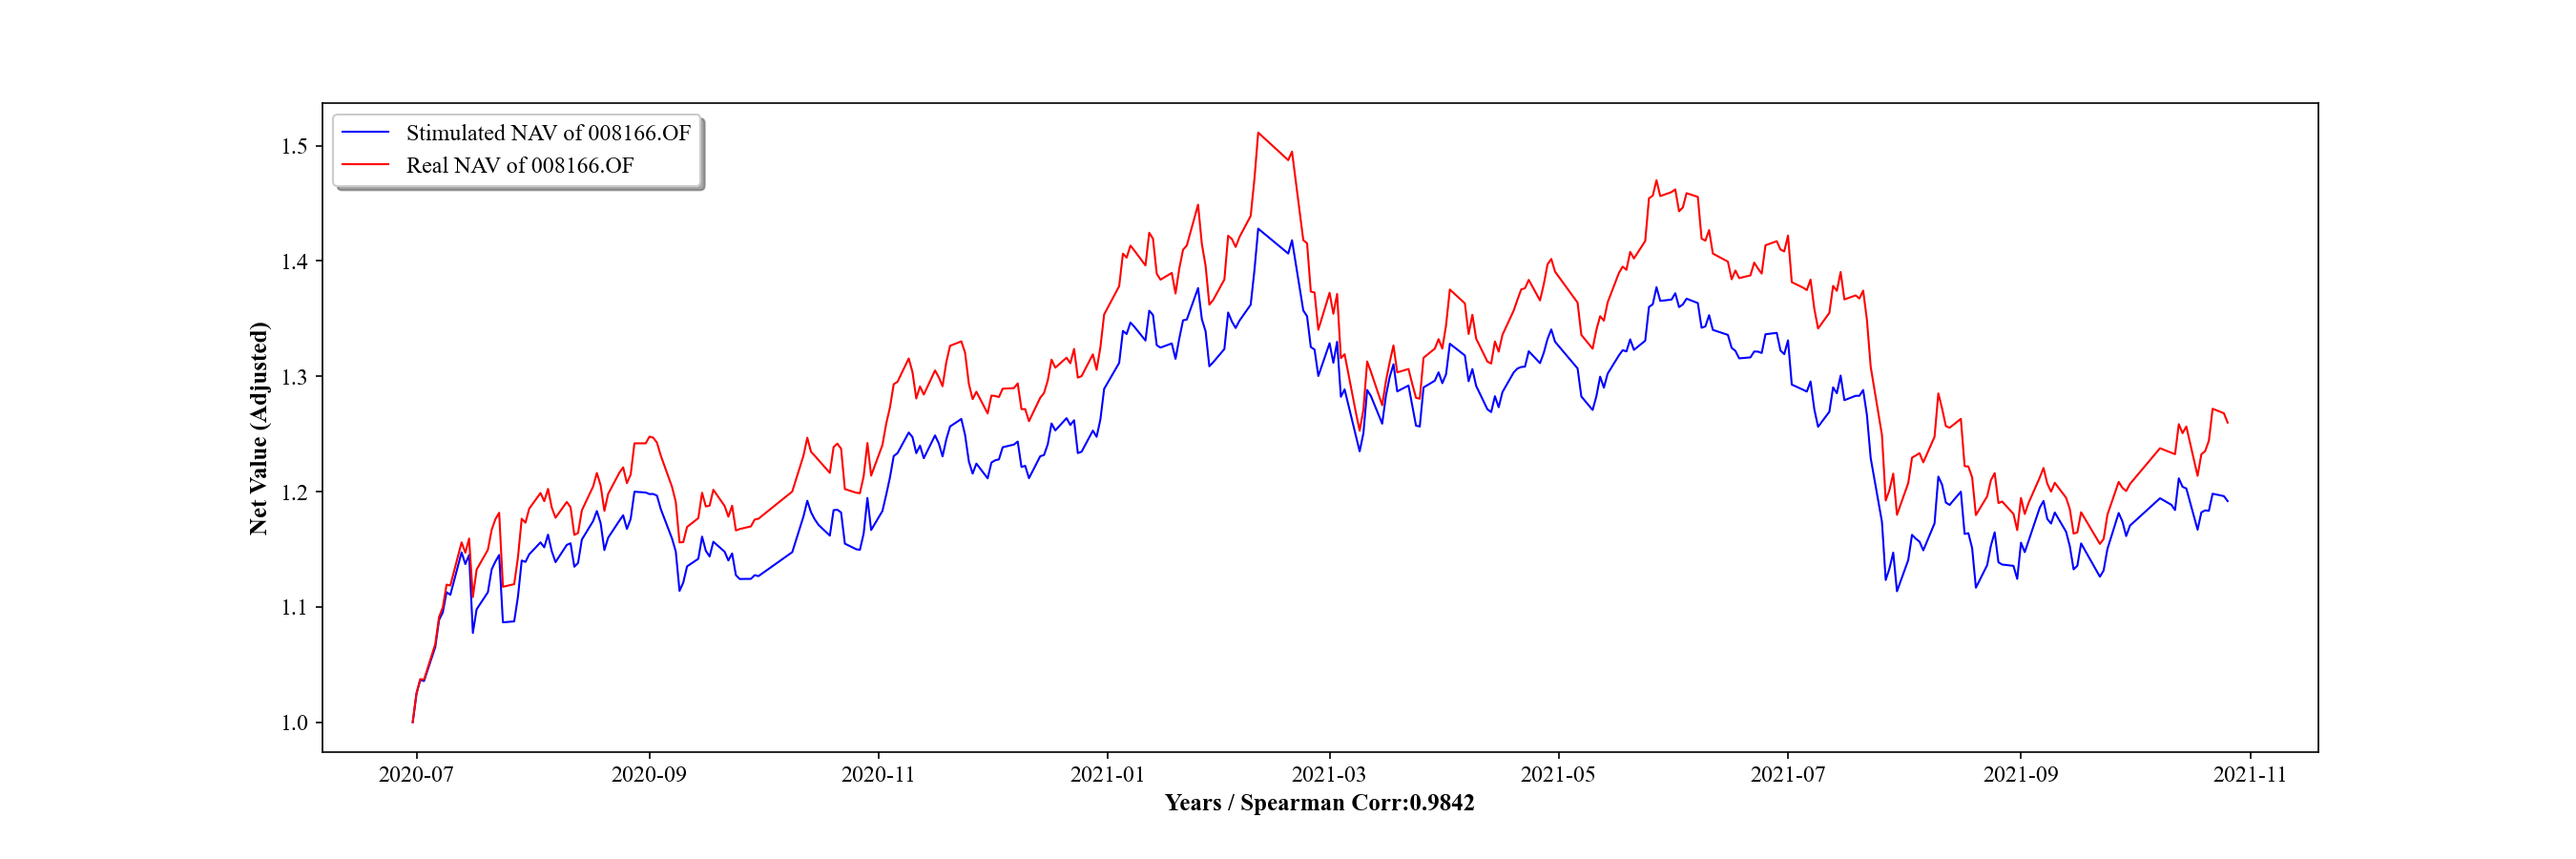 Stimulated NAV of 008166.OF
Real NAV of 008166.OF
Net Value (Adjusted)
1.5
1.4
1.3
1.2
1.1
1.0
2020-07 2020-09 2020-11 2021-01 2021-03 2021-05 2021-07 2021-09 2021-11
Years / Spearman Corr:0.9842